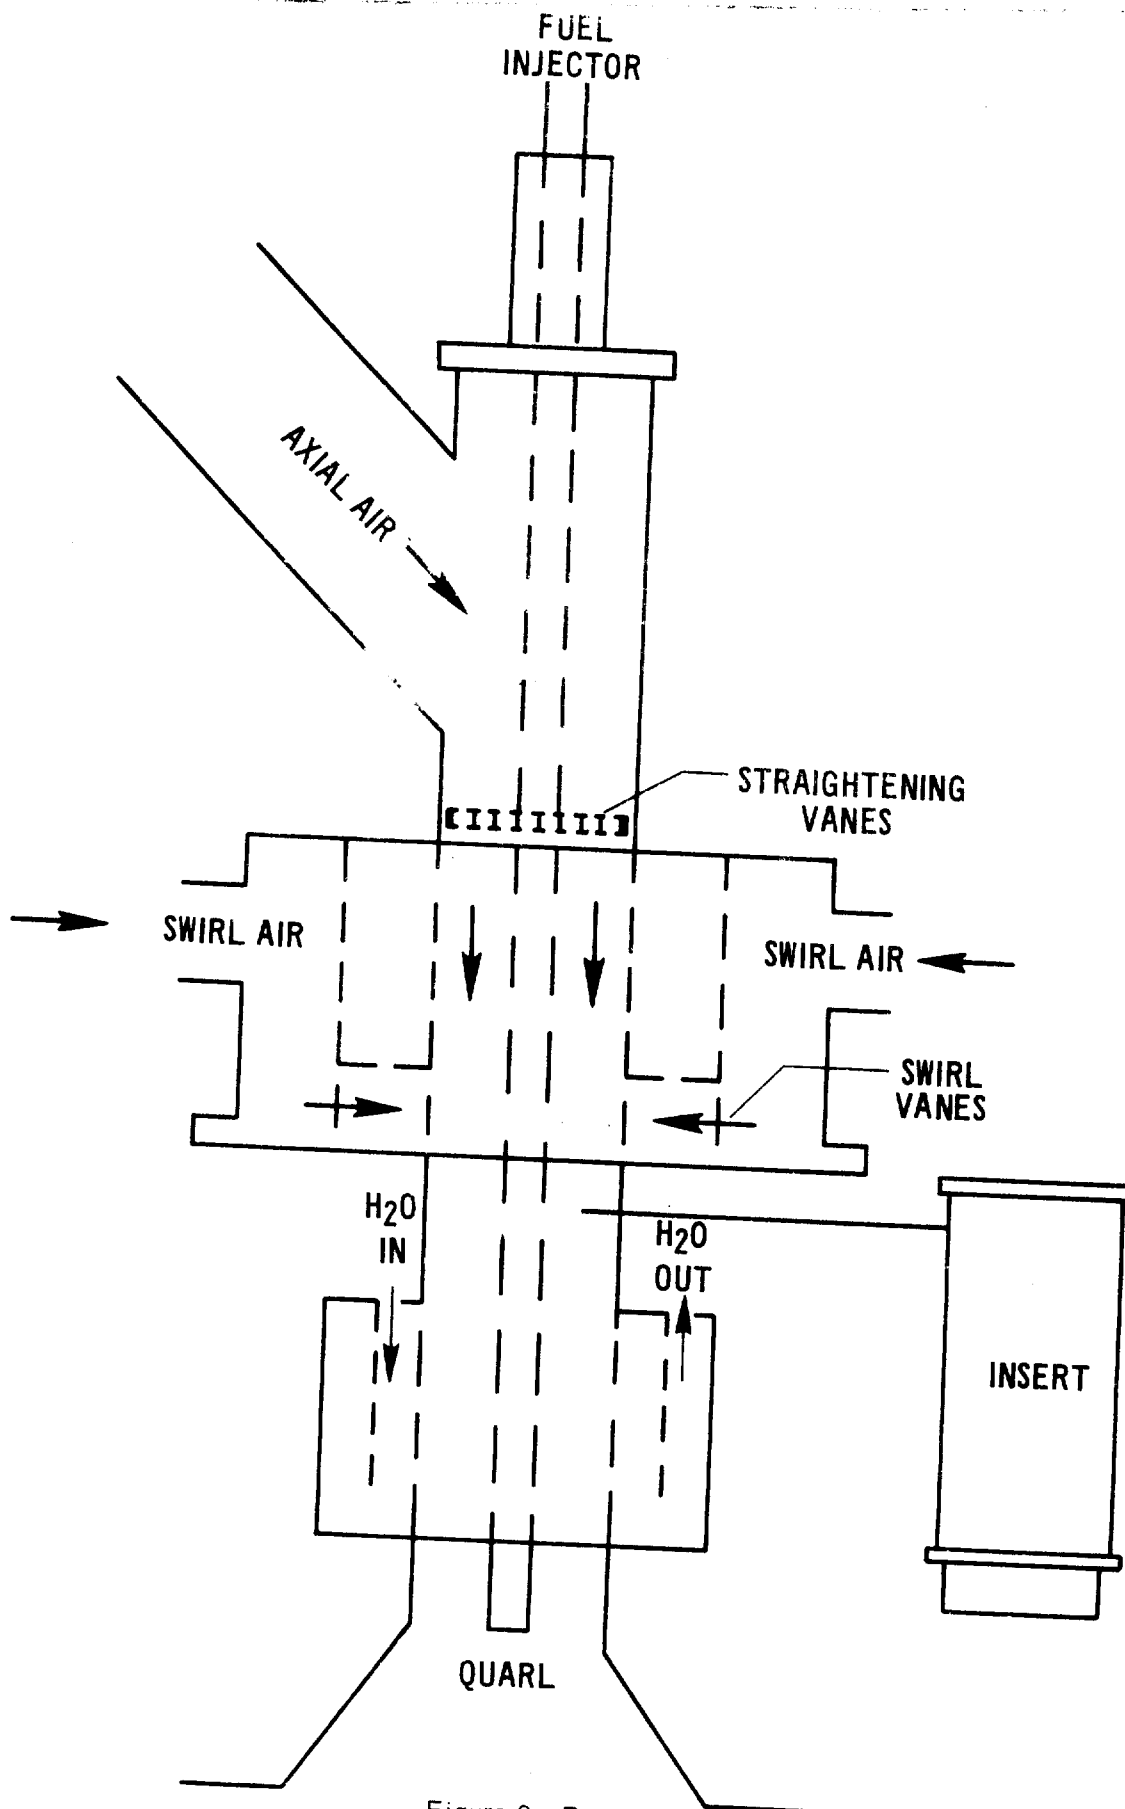 FUEL
INJECTOR
AXIAL AIR
STRAIGHTENING
VANES
SWIRL AIR
SWIRL AIR
SWIRL
VANES
H2O
IN
H2O
OUT
INSERT
QUARL